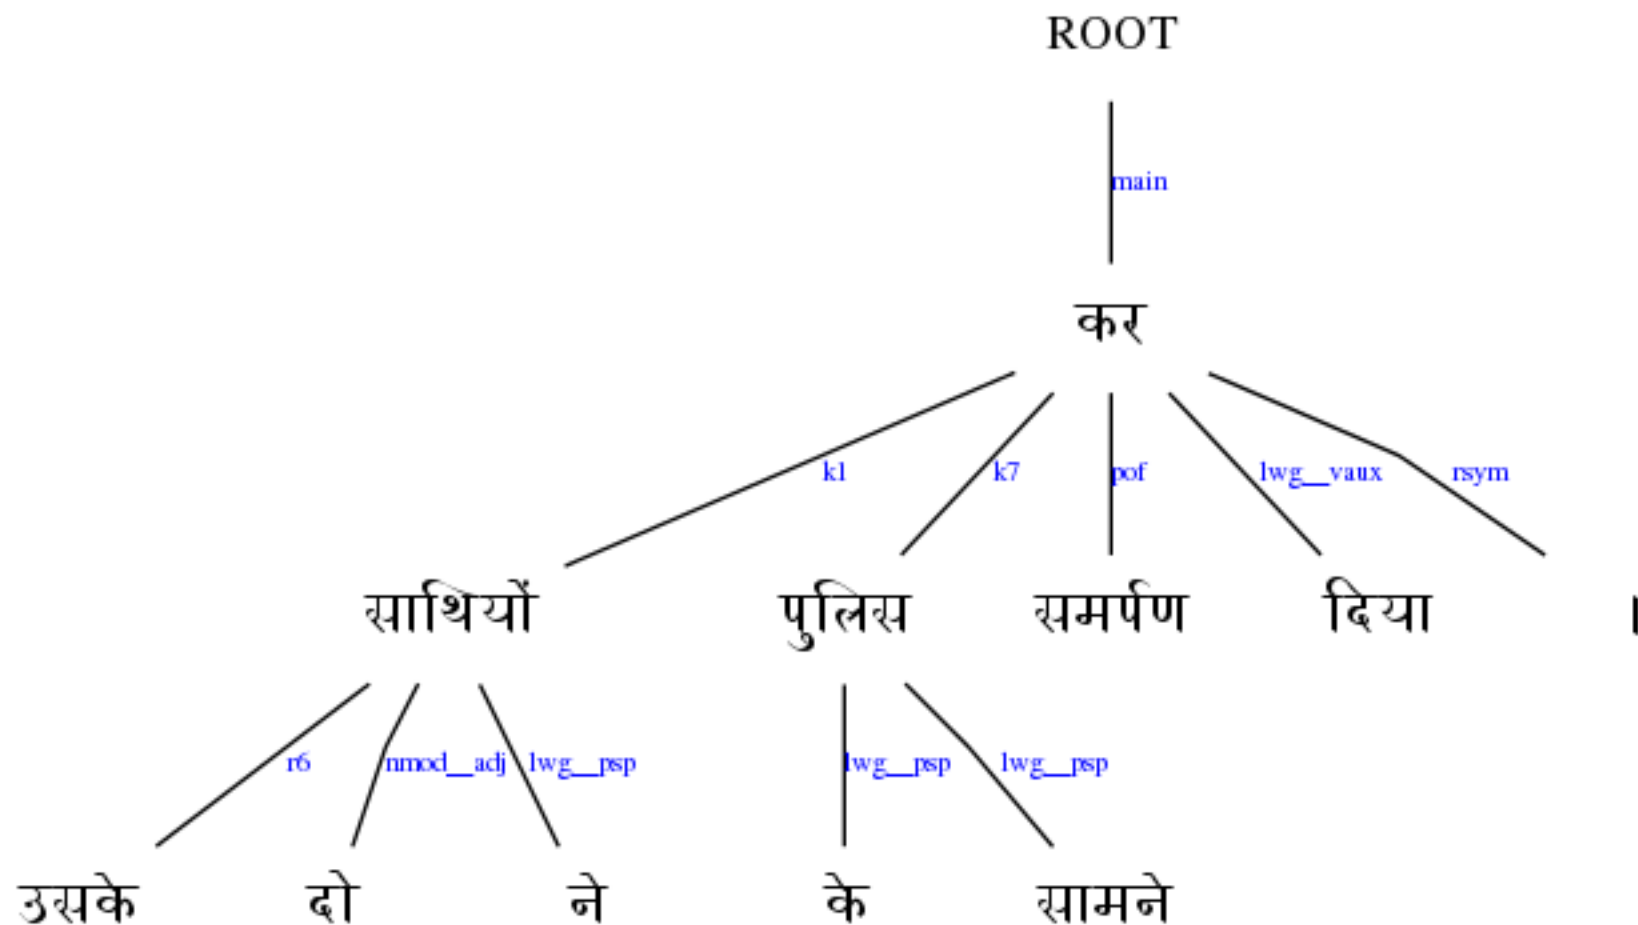 ROOT
main
कर
k1 k7 pof lwg__vaux rsym
साथियों पुलिस समर्पण दिया ।
r6 nmod__adj lwg__psp lwg__psp lwg__psp
उसके दो ने के सामने